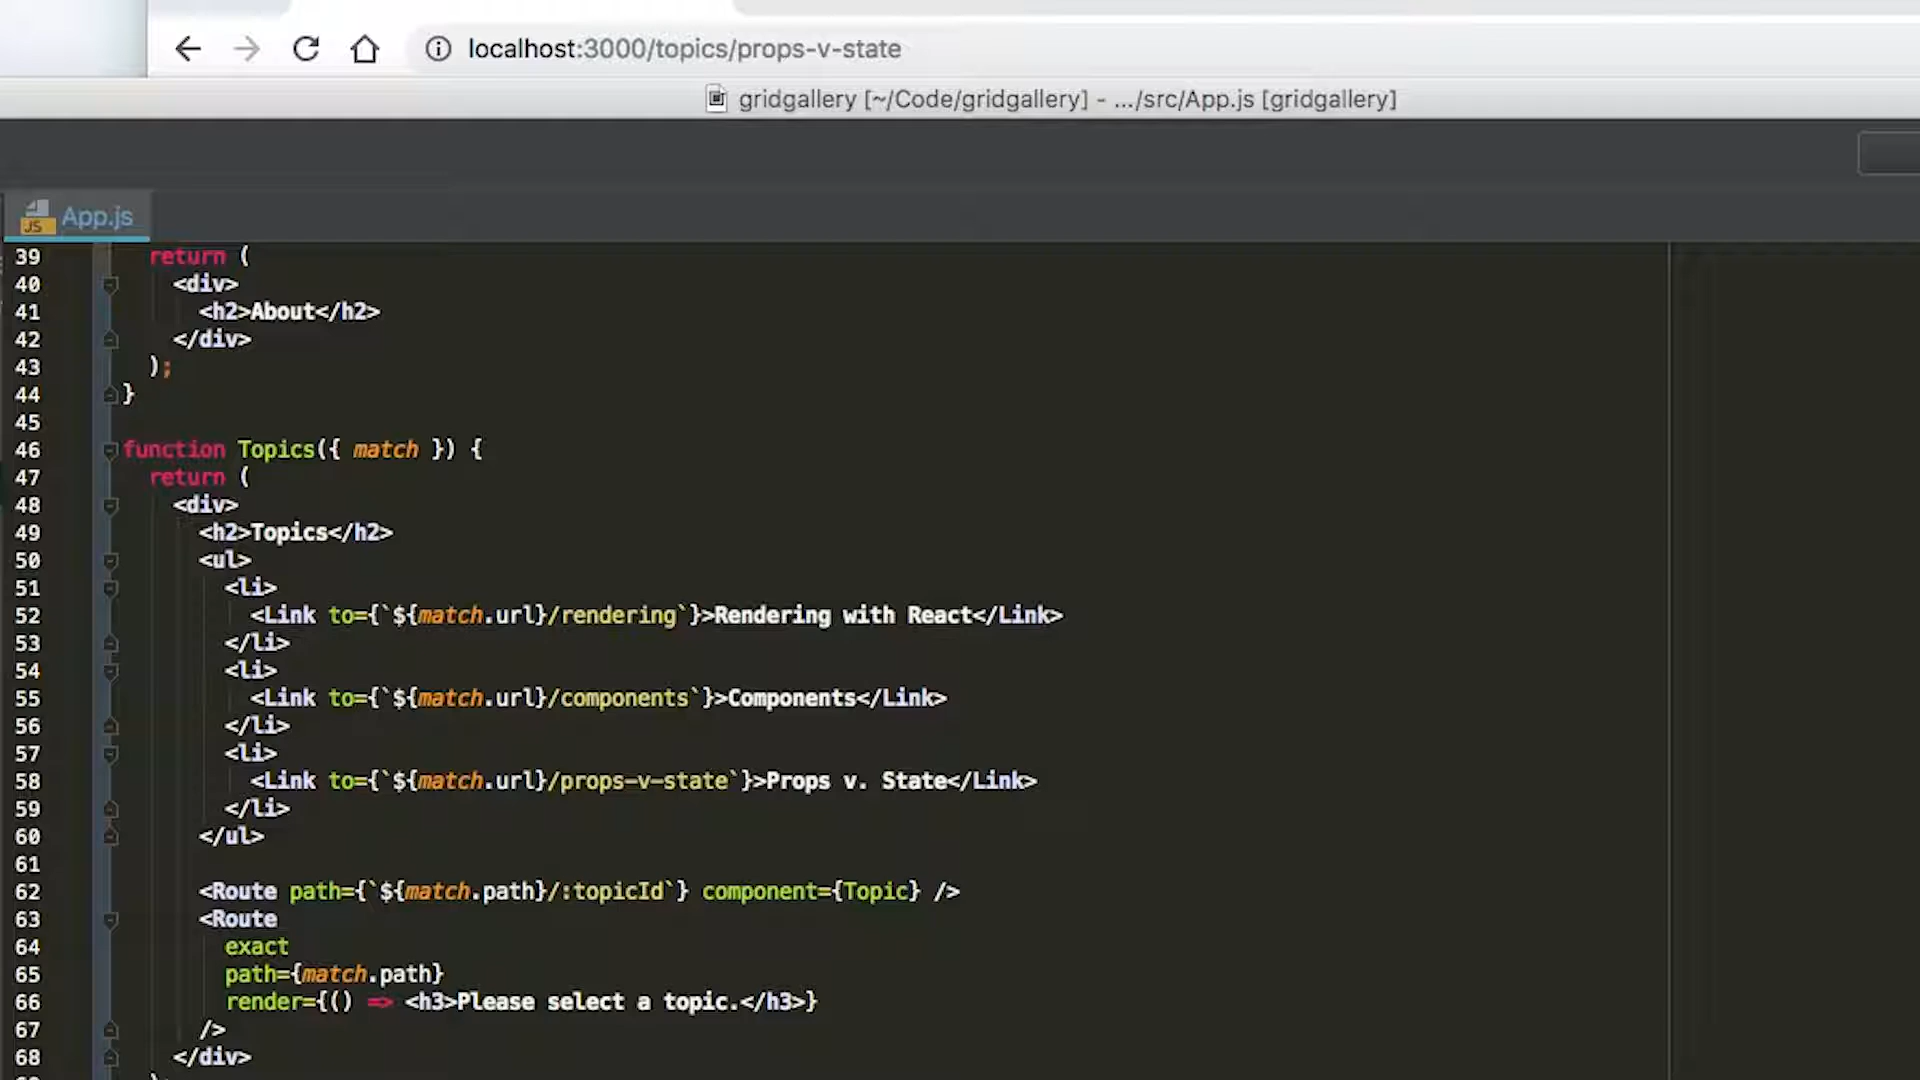 localhost:3000/topics/props-v-state
gridgallery [~/Code/gridgallery] - .../src/App.js [gridgallery]
JS App.js
39 return (
40 <div>
41 <h2>About</h2>
42 </div>
43 );
44 }
45
46 function Topics({ match }) {
47 return (
48 <div>
49 <h2>Topics</h2>
50 <ul>
51 <li>
52 <Link to={`${match.url}/rendering`}>Rendering with React</Link>
53 </li>
54 <li>
55 <Link to={`${match.url}/components`}>Components</Link>
56 </li>
57 <li>
58 <Link to={`${match.url}/props-v-state`}>Props v. State</Link>
59 </li>
60 </ul>
61
62 <Route path={`${match.path}/:topicId`} component={Topic} />
63 <Route
64 exact
65 path={match.path}
66 render={() => <h3>Please select a topic.</h3>}
67 />
68 </div>